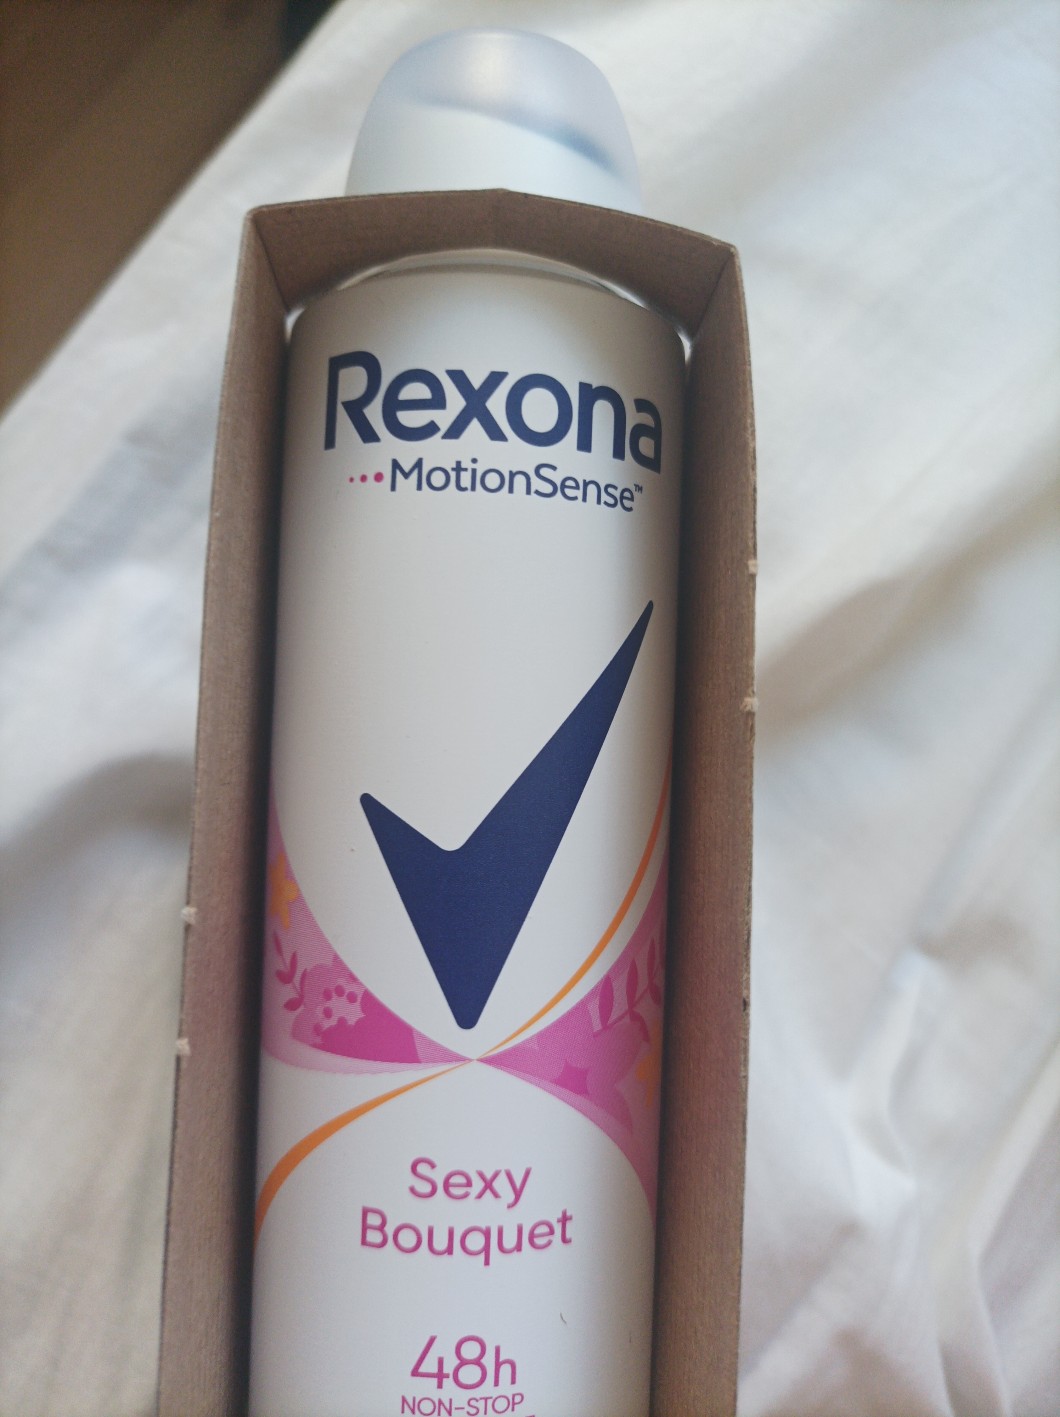 Rexona
MotionSense™
Sexy
Bouquet
48h
NON-STOP